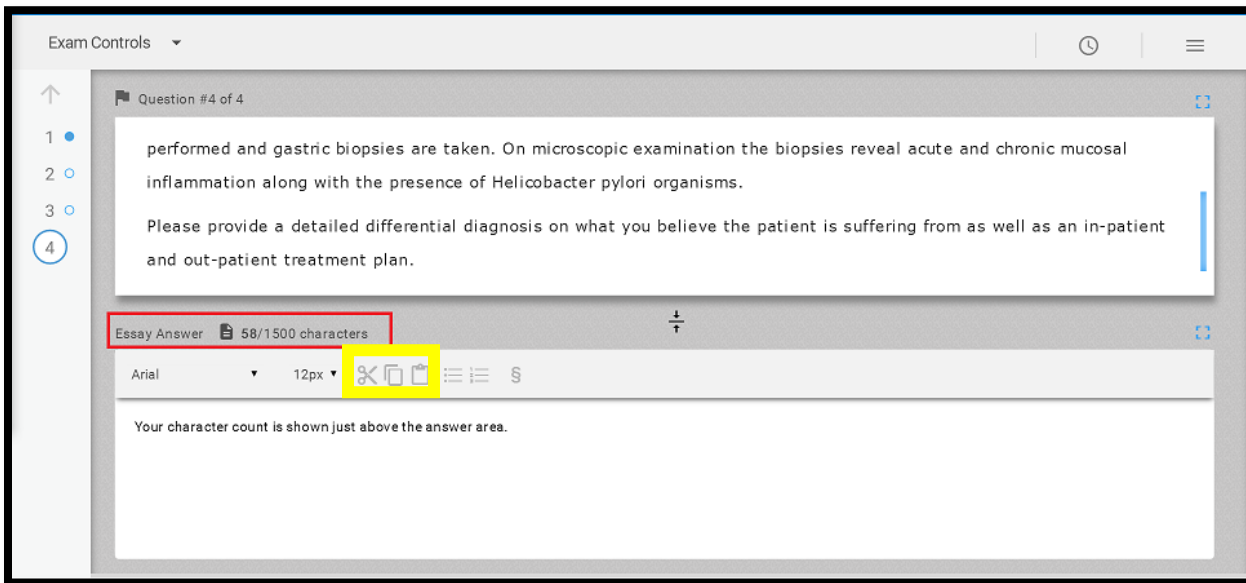 Exam Controls
Question #4 of 4
1
2
3
4
performed and gastric biopsies are taken. On microscopic examination the biopsies reveal acute and chronic mucosal
inflammation along with the presence of Helicobacter pylori organisms.
Please provide a detailed differential diagnosis on what you believe the patient is suffering from as well as an in-patient
and out-patient treatment plan.
Essay Answer 58/1500 characters
Arial 12px §
Your character count is shown just above the answer area.